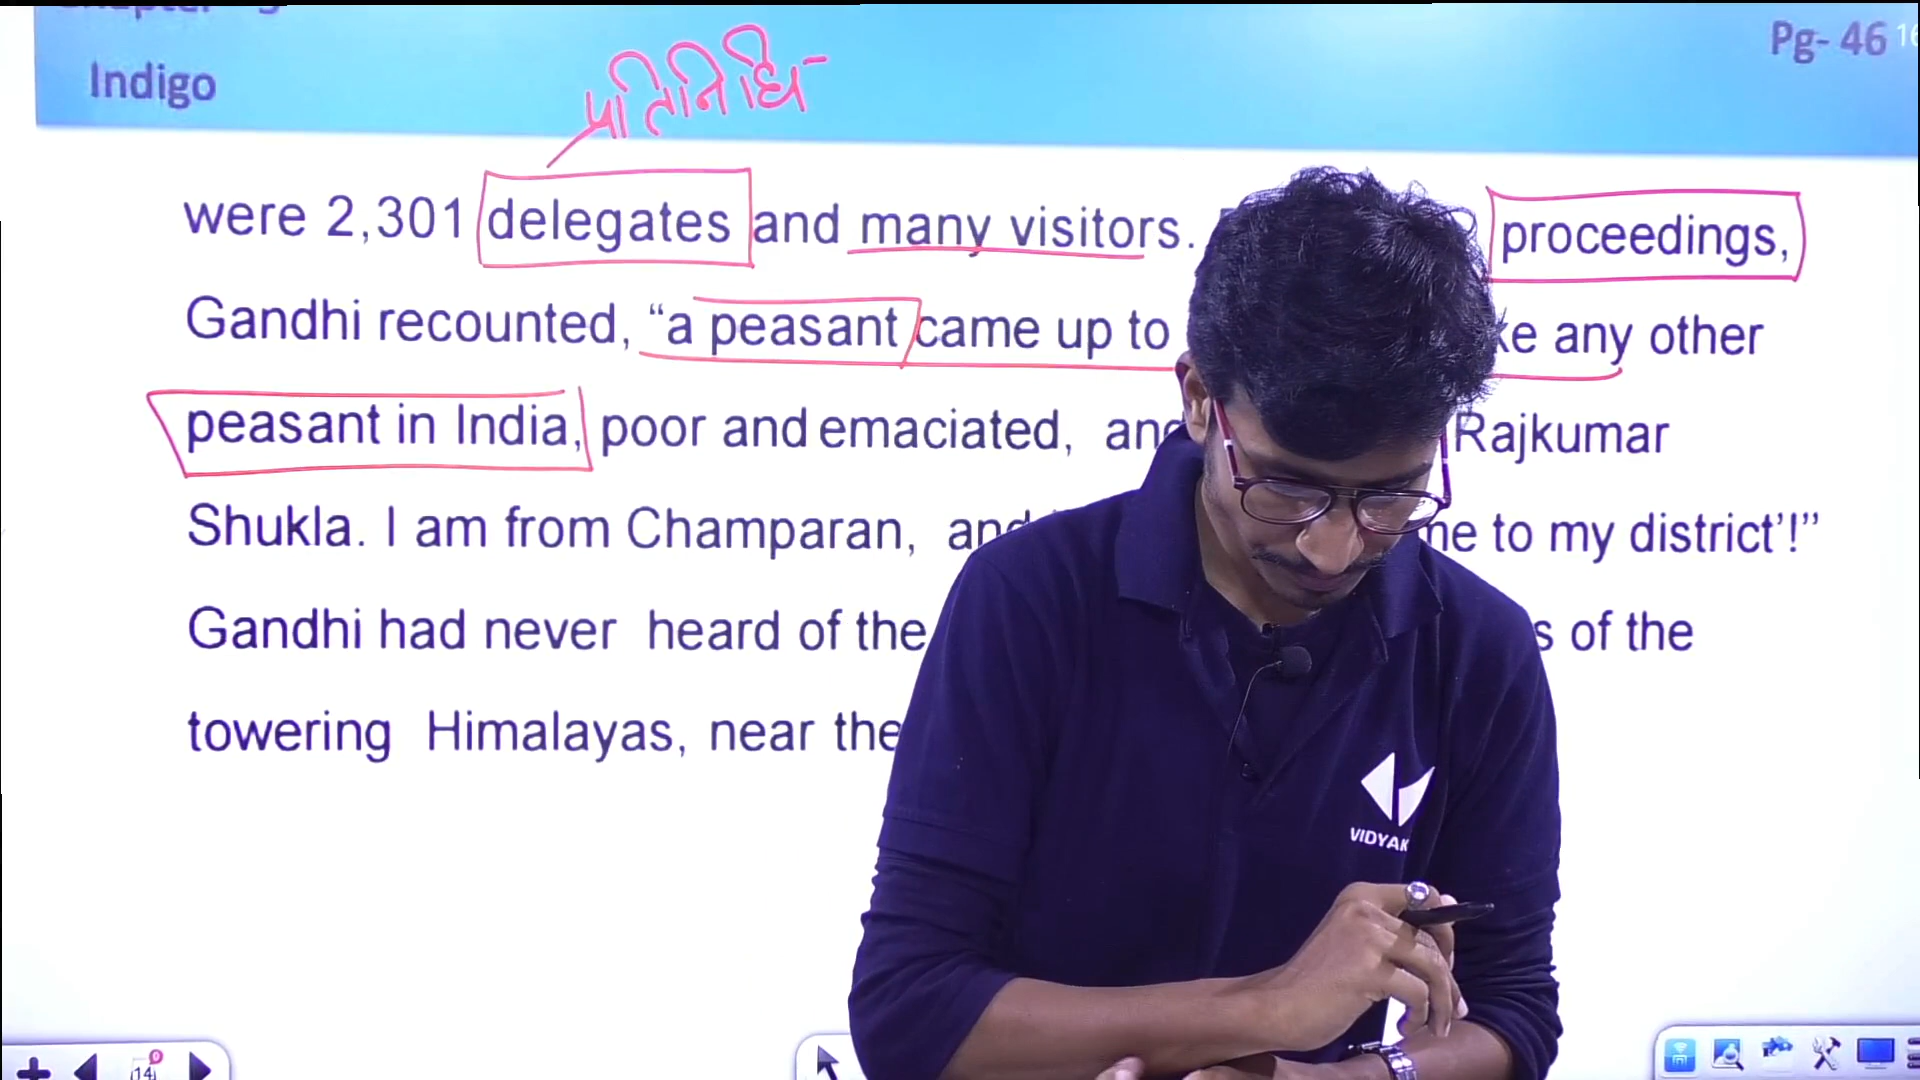 Pg- 46 16
Indigo
प्रतिनिधि
were 2,301 delegates and many visitors. proceedings,
Gandhi recounted, “a peasant came up to any other
peasant in India, poor and emaciated, Rajkumar
Shukla. I am from Champaran, to my district’!”
Gandhi had never heard of the of the
towering Himalayas, near the
VIDYAK
14